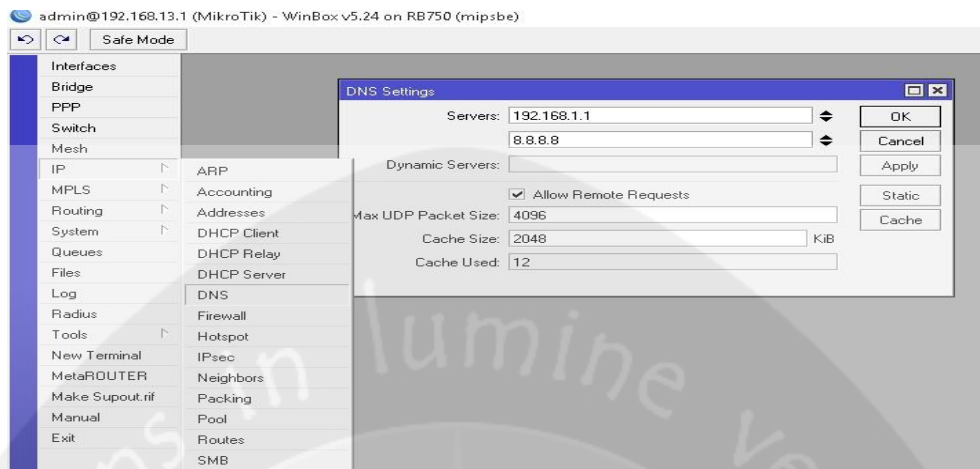 admin@192.168.13.1 (MikroTik) - WinBox v5.24 on RB750 (mipsbe)
Safe Mode
Interfaces
Bridge
PPP
Switch
Mesh
IP
MPLS
Routing
System
Queues
Files
Log
Radius
Tools
New Terminal
MetaROUTER
Make Supout.rif
Manual
Exit
ARP
Accounting
Addresses
DHCP Client
DHCP Relay
DHCP Server
DNS
Firewall
Hotspot
IPsec
Neighbors
Packing
Pool
Routes
SMB
DNS Settings
Servers: 192.168.1.1
8.8.8.8
Dynamic Servers:
Allow Remote Requests
Max UDP Packet Size: 4096
Cache Size: 2048 KiB
Cache Used: 12
OK
Cancel
Apply
Static
Cache
in lumine